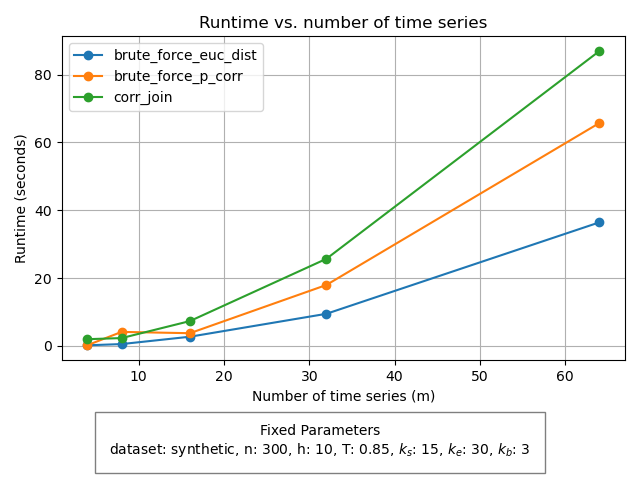 Runtime vs. number of time series
brute_force_euc_dist
brute_force_p_corr
corr_join
Runtime (seconds)
80
60
40
20
0
10 20 30 40 50 60
Number of time series (m)
Fixed Parameters
dataset: synthetic, n: 300, h: 10, T: 0.85, kₛ: 15, kₑ: 30, k_b: 3